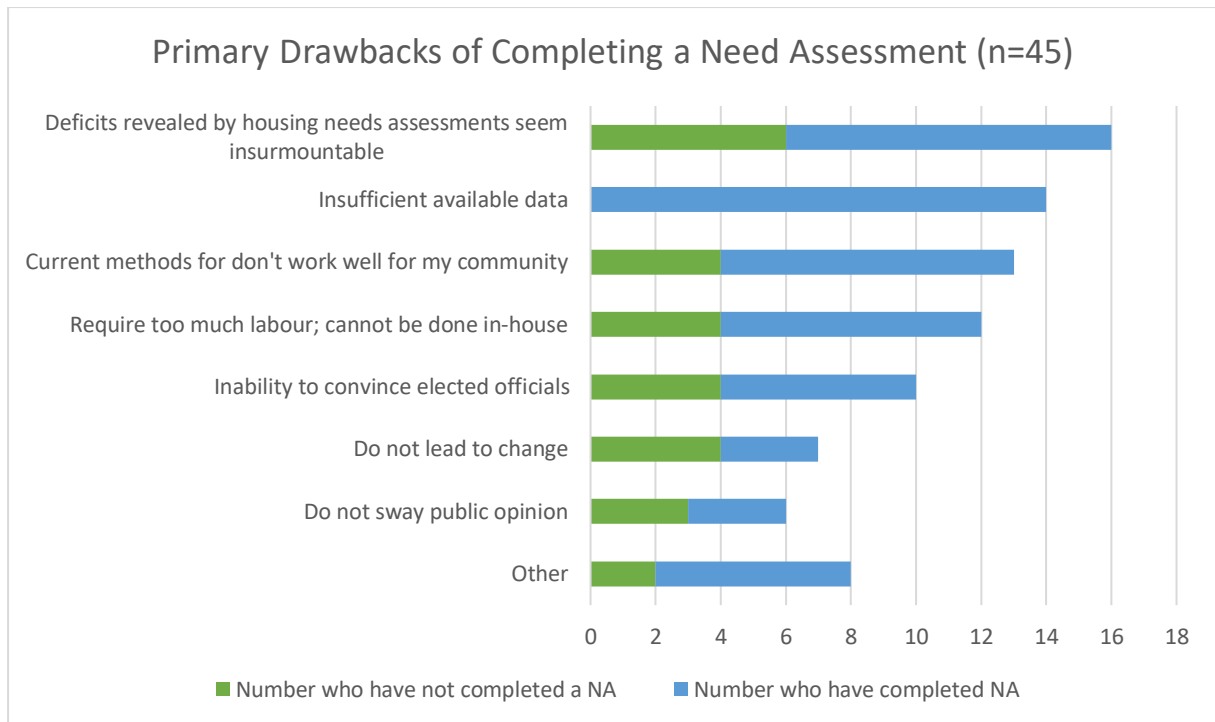 Primary Drawbacks of Completing a Need Assessment (n=45)
Deficits revealed by housing needs assessments seem
insurmountable
Insufficient available data
Current methods for don't work well for my community
Require too much labour; cannot be done in-house
Inability to convince elected officials
Do not lead to change
Do not sway public opinion
Other
0 2 4 6 8 10 12 14 16 18
Number who have not completed a NA Number who have completed NA